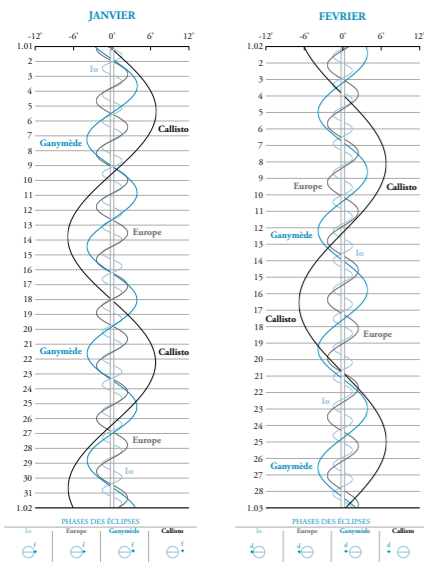 JANVIER
-12' -6' 0' 6' 12'
1.01
2
Io
3
4
5
6
Callisto
7
Ganymède
8
9
10
11
12
13
Europe
14
15
16
17
18
19
20
21
Ganymède
Callisto
22
23
24
25
26
27
Europe
28
29
Io
30
31
1.02
PHASES DES ÉCLIPSES
Io Europe Ganymède Callisto
f f f f
FEVRIER
-12' -6' 0' 6' 12'
1.02
2
3
4
5
6
7
8
9
Europe
Callisto
10
11
12
Ganymède
13
Io
14
15
16
17
Callisto
18
Europe
19
20
21
22
Io
23
24
25
26
Ganymède
27
28
1.03
PHASES DES ÉCLIPSES
Io Europe Ganymède Callisto
d d d d